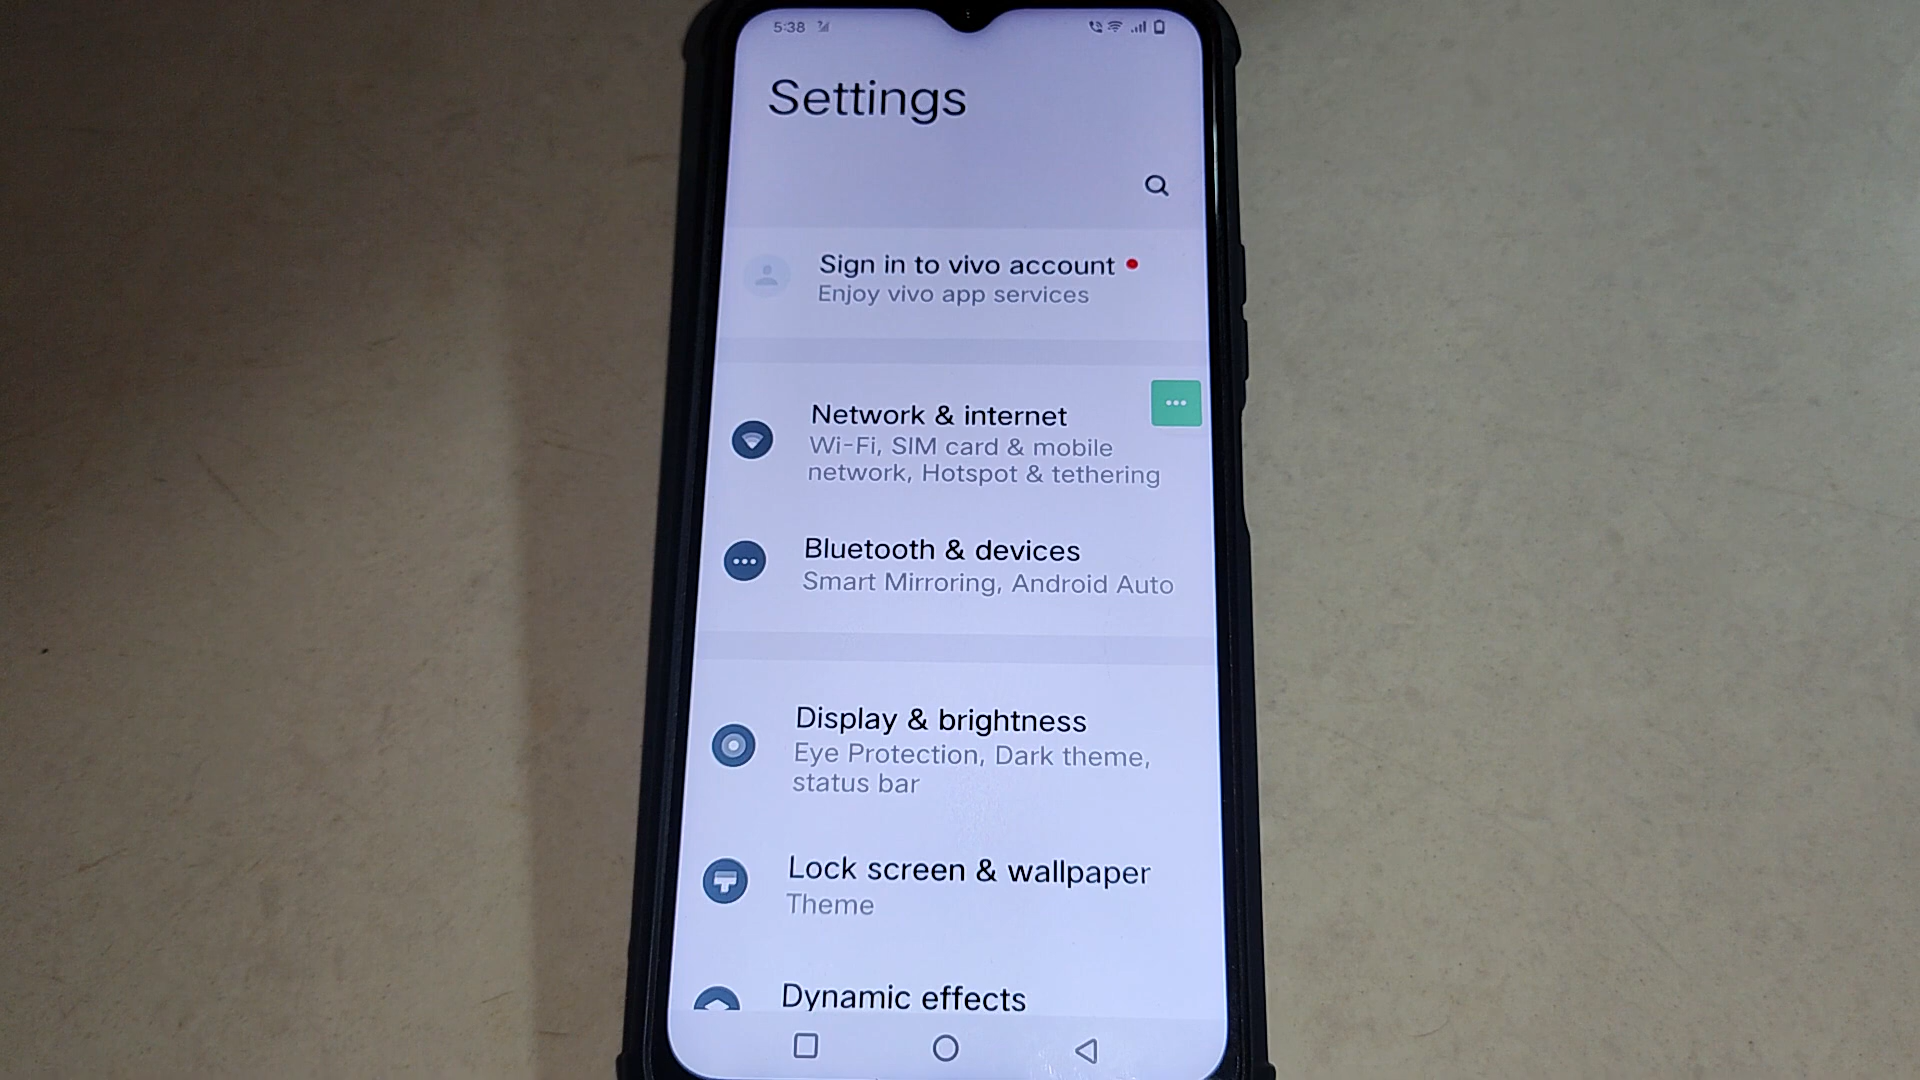 5:38
Settings
Sign in to vivo account
Enjoy vivo app services
Network & internet
Wi-Fi, SIM card & mobile
network, Hotspot & tethering
Bluetooth & devices
Smart Mirroring, Android Auto
Display & brightness
Eye Protection, Dark theme,
status bar
Lock screen & wallpaper
Theme
Dynamic effects